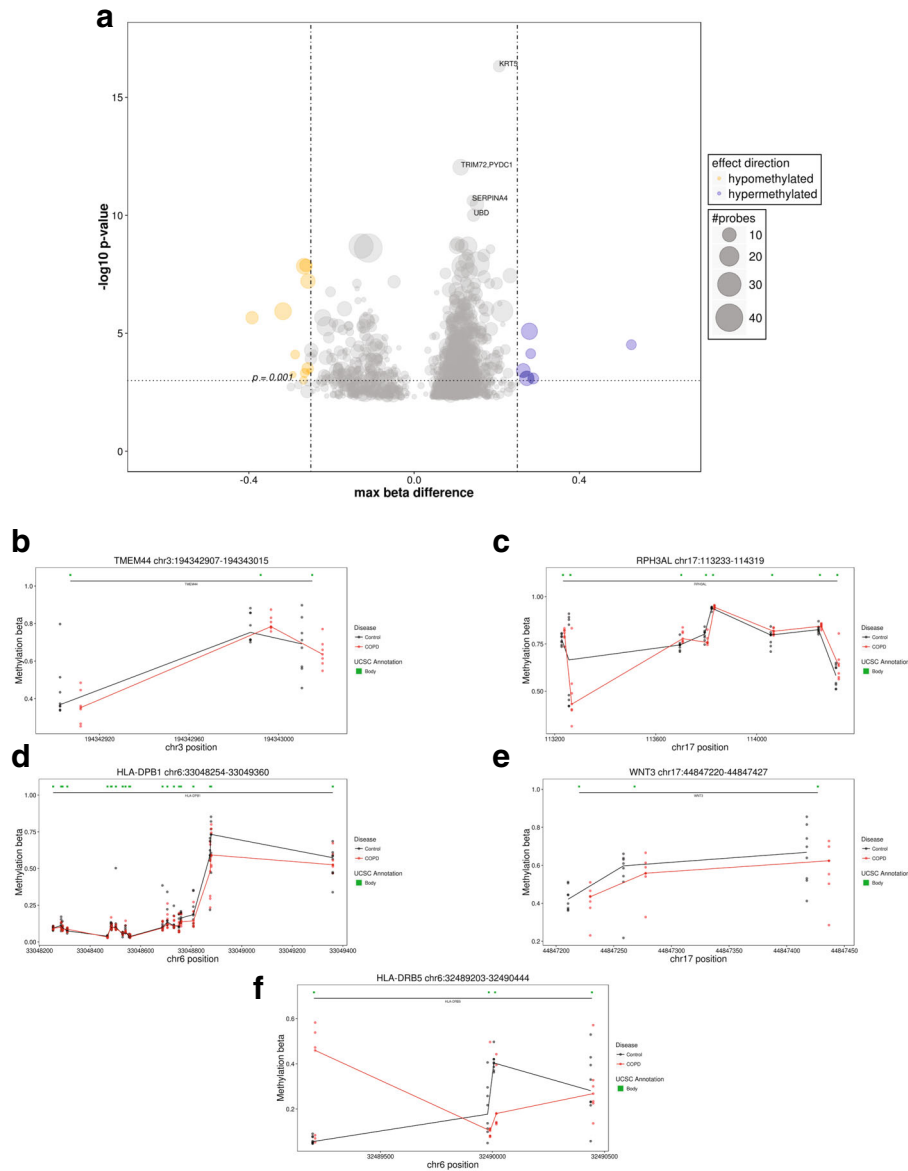 a
KRT5
TRIM72,PYDC1
SERPINA4
UBD
p = 0.001
15
10
5
0
-log10 p-value
-0.4 0.0 0.4
max beta difference
effect direction
hypomethylated
hypermethylated
#probes
10
20
30
40
b
TMEM44 chr3:194342907-194343015
TMEM44
1.0
0.8
0.6
0.4
Methylation beta
194342920 194342960 194343000
chr3 position
Disease
Control
COPD
UCSC Annotation
Body
c
RPH3AL chr17:113233-114319
RPH3AL
1.00
0.75
0.50
Methylation beta
113200 113600 114000
chr17 position
Disease
Control
COPD
UCSC Annotation
Body
d
HLA-DPB1 chr6:33048254-33049360
HLA-DPB1
1.00
0.75
0.50
0.25
0.00
Methylation beta
33048200 33048400 33048600 33048800 33049000 33049200 33049400
chr6 position
Disease
Control
COPD
UCSC Annotation
Body
e
WNT3 chr17:44847220-44847427
WNT3
1.0
0.8
0.6
0.4
0.2
Methylation beta
44847200 44847250 44847300 44847350 44847400 44847450
chr17 position
Disease
Control
COPD
UCSC Annotation
Body
f
HLA-DRB5 chr6:32489203-32490444
HLA-DRB5
0.6
0.4
0.2
Methylation beta
32489500 32490000 32490500
chr6 position
Disease
Control
COPD
UCSC Annotation
Body